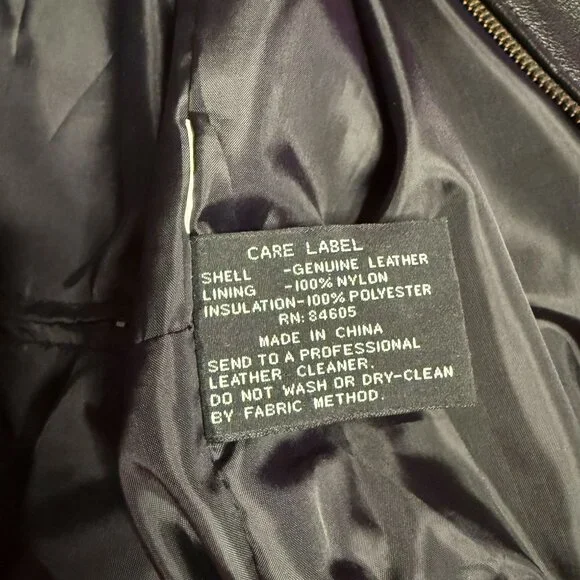 CARE LABEL
SHELL -GENUINE LEATHER
LINING -100% NYLON
INSULATION-100% POLYESTER
RN: 84605
MADE IN CHINA
SEND TO A PROFESSIONAL
LEATHER CLEANER.
DO NOT WASH OR DRY-CLEAN
BY FABRIC METHOD.